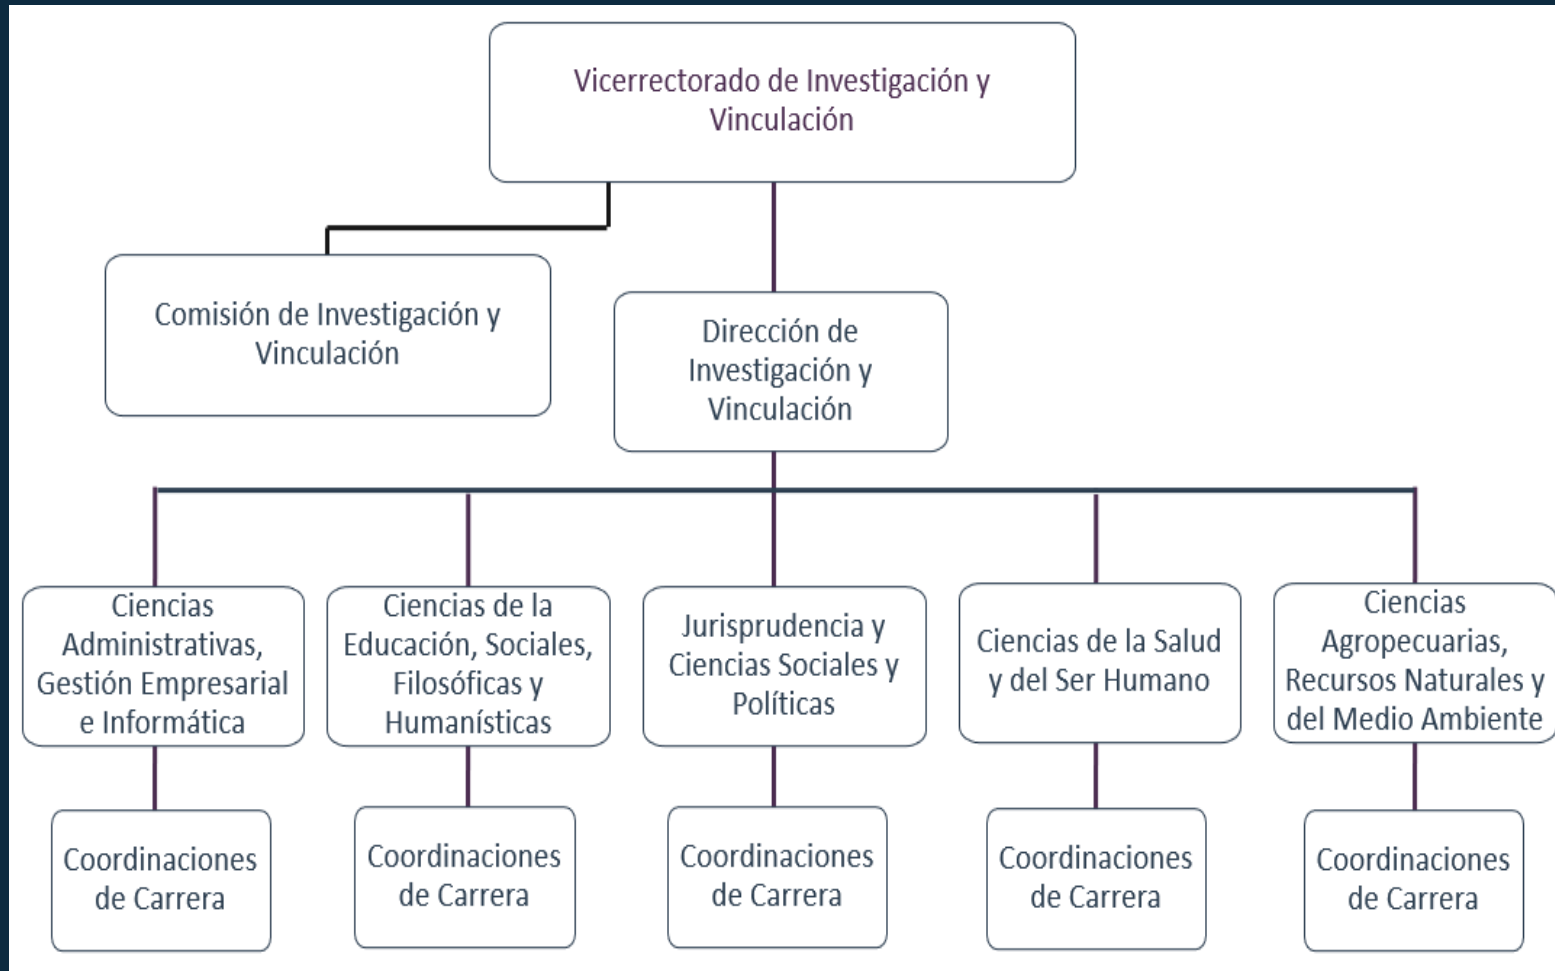 Vicerrectorado de Investigación y
Vinculación
Comisión de Investigación y
Vinculación
Dirección de
Investigación y
Vinculación
Ciencias
Administrativas,
Gestión Empresarial
e Informática
Ciencias de la
Educación, Sociales,
Filosóficas y
Humanísticas
Jurisprudencia y
Ciencias Sociales y
Políticas
Ciencias de la Salud
y del Ser Humano
Ciencias
Agropecuarias,
Recursos Naturales y
del Medio Ambiente
Coordinaciones
de Carrera
Coordinaciones
de Carrera
Coordinaciones
de Carrera
Coordinaciones
de Carrera
Coordinaciones
de Carrera